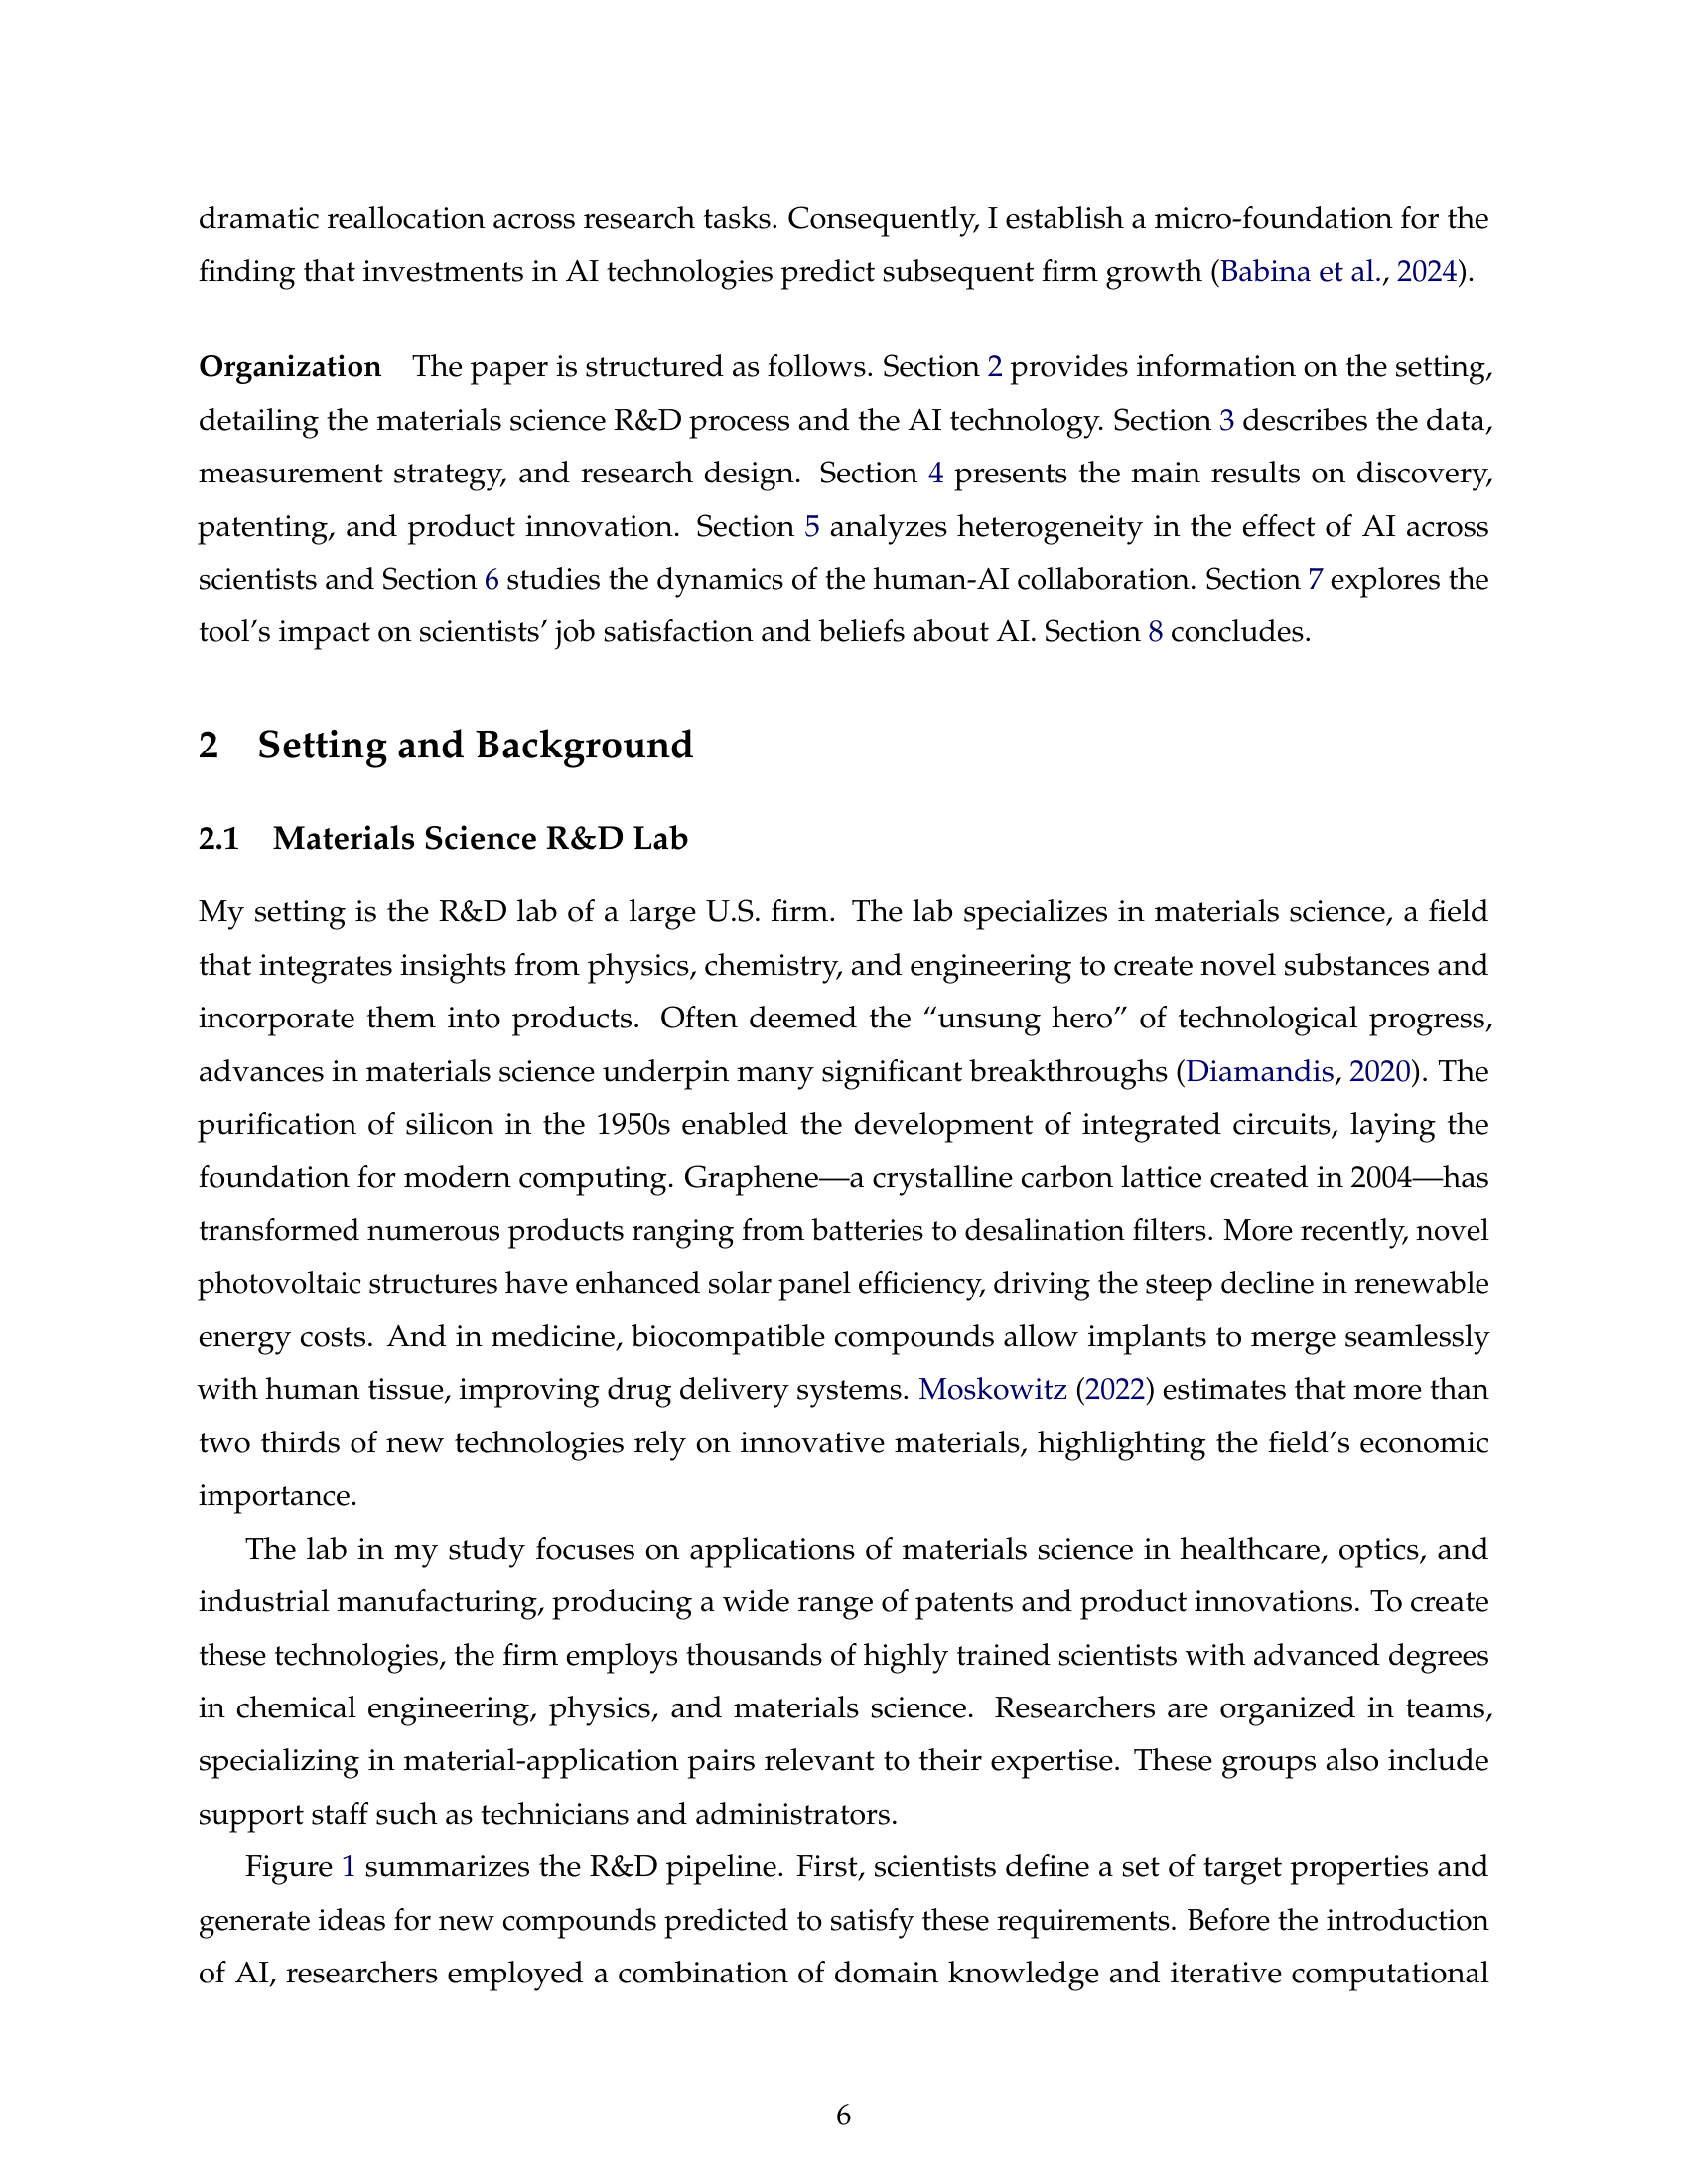 dramatic reallocation across research tasks. Consequently, I establish a micro-foundation for the
finding that investments in AI technologies predict subsequent firm growth (Babina et al., 2024).
Organization The paper is structured as follows. Section 2 provides information on the setting,
detailing the materials science R&D process and the AI technology. Section 3 describes the data,
measurement strategy, and research design. Section 4 presents the main results on discovery,
patenting, and product innovation. Section 5 analyzes heterogeneity in the effect of AI across
scientists and Section 6 studies the dynamics of the human-AI collaboration. Section 7 explores the
tool's impact on scientists' job satisfaction and beliefs about AI. Section 8 concludes.
2 Setting and Background
2.1 Materials Science R&D Lab
My setting is the R&D lab of a large U.S. firm. The lab specializes in materials science, a field
that integrates insights from physics, chemistry, and engineering to create novel substances and
incorporate them into products. Often deemed the “unsung hero” of technological progress,
advances in materials science underpin many significant breakthroughs (Diamandis, 2020). The
purification of silicon in the 1950s enabled the development of integrated circuits, laying the
foundation for modern computing. Graphene—a crystalline carbon lattice created in 2004—has
transformed numerous products ranging from batteries to desalination filters. More recently, novel
photovoltaic structures have enhanced solar panel efficiency, driving the steep decline in renewable
energy costs. And in medicine, biocompatible compounds allow implants to merge seamlessly
with human tissue, improving drug delivery systems. Moskowitz (2022) estimates that more than
two thirds of new technologies rely on innovative materials, highlighting the field's economic
importance.
The lab in my study focuses on applications of materials science in healthcare, optics, and
industrial manufacturing, producing a wide range of patents and product innovations. To create
these technologies, the firm employs thousands of highly trained scientists with advanced degrees
in chemical engineering, physics, and materials science. Researchers are organized in teams,
specializing in material-application pairs relevant to their expertise. These groups also include
support staff such as technicians and administrators.
Figure 1 summarizes the R&D pipeline. First, scientists define a set of target properties and
generate ideas for new compounds predicted to satisfy these requirements. Before the introduction
of AI, researchers employed a combination of domain knowledge and iterative computational
6